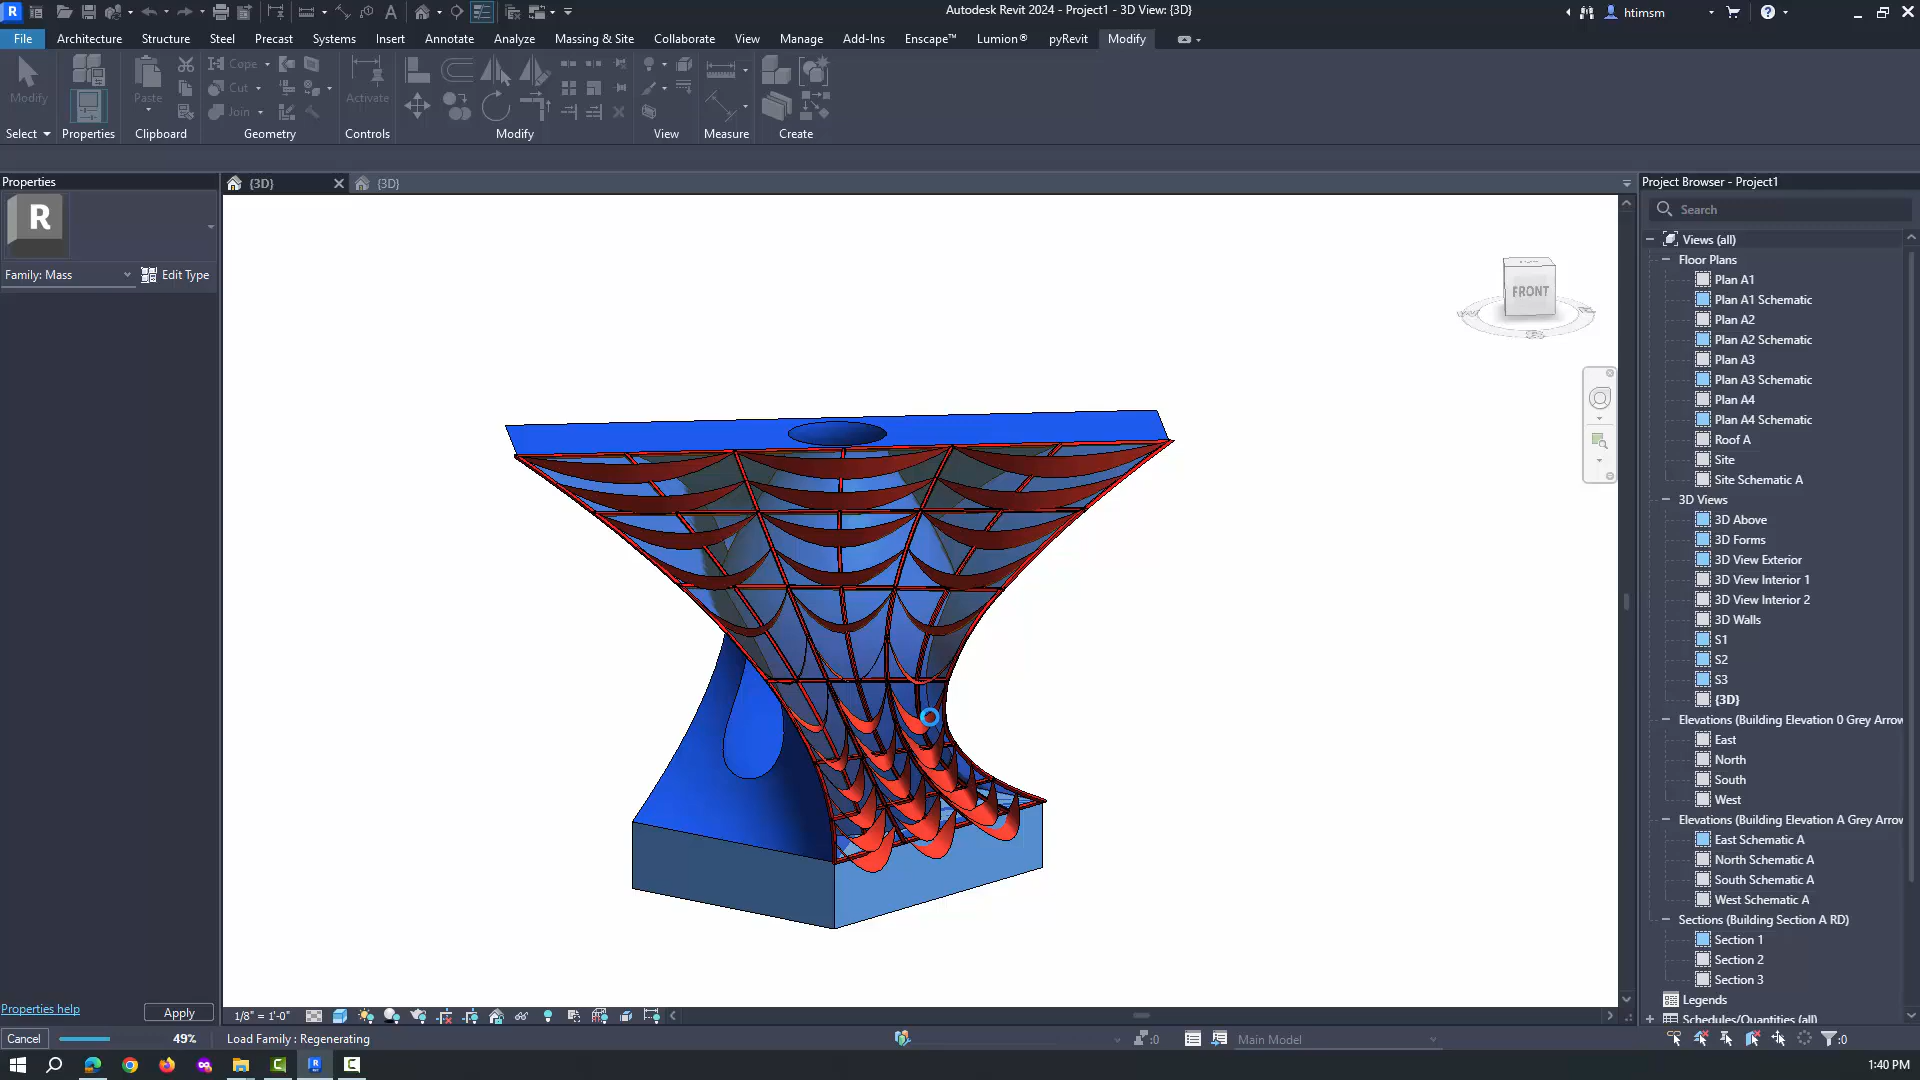 Autodesk Revit 2024 - Project1 - 3D View: {3D}
htimsm
File
Architecture
Structure
Steel
Precast
Systems
Insert
Annotate
Analyze
Massing & Site
Collaborate
View
Manage
Add-Ins
Enscape™
Lumion®
pyRevit
Modify
Modify
Paste
Cope
Cut
Join
Activate
Select
Properties
Clipboard
Geometry
Controls
Modify
View
Measure
Create
Properties
{3D}
{3D}
Project Browser - Project1
R
Search
Family: Mass
Edit Type
FRONT
Views (all)
Floor Plans
Plan A1
Plan A1 Schematic
Plan A2
Plan A2 Schematic
Plan A3
Plan A3 Schematic
Plan A4
Plan A4 Schematic
Roof A
Site
Site Schematic A
3D Views
3D Above
3D Forms
3D View Exterior
3D View Interior 1
3D View Interior 2
3D Walls
S1
S2
S3
{3D}
Elevations (Building Elevation 0 Grey Arrow
East
North
South
West
Elevations (Building Elevation A Grey Arrow
East Schematic A
North Schematic A
South Schematic A
West Schematic A
Sections (Building Section A RD)
Section 1
Section 2
Section 3
Legends
Schedules/Quantities (all)
Properties help
Apply
1/8" = 1'-0"
Cancel
49%
Load Family : Regenerating
:0
Main Model
:0
1:40 PM